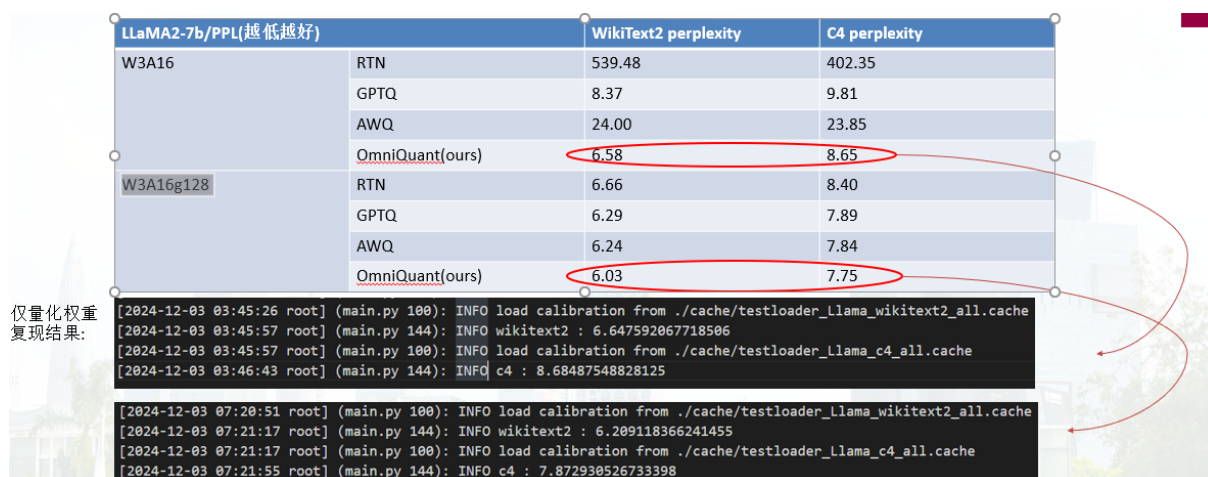 LLaMA2-7b/PPL(越低越好) WikiText2 perplexity C4 perplexity
W3A16 RTN 539.48 402.35
GPTQ 8.37 9.81
AWQ 24.00 23.85
OmniQuant(ours) 6.58 8.65
W3A16g128 RTN 6.66 8.40
GPTQ 6.29 7.89
AWQ 6.24 7.84
OmniQuant(ours) 6.03 7.75
仅量化权重
复现结果:
[2024-12-03 03:45:26 root] (main.py 100): INFO load calibration from ./cache/testloader_Llama_wikitext2_all.cache
[2024-12-03 03:45:57 root] (main.py 144): INFO wikitext2 : 6.647592067718506
[2024-12-03 03:45:57 root] (main.py 100): INFO load calibration from ./cache/testloader_Llama_c4_all.cache
[2024-12-03 03:46:43 root] (main.py 144): INFO c4 : 8.68487548828125
[2024-12-03 07:20:51 root] (main.py 100): INFO load calibration from ./cache/testloader_Llama_wikitext2_all.cache
[2024-12-03 07:21:17 root] (main.py 144): INFO wikitext2 : 6.209118366241455
[2024-12-03 07:21:17 root] (main.py 100): INFO load calibration from ./cache/testloader_Llama_c4_all.cache
[2024-12-03 07:21:55 root] (main.py 144): INFO c4 : 7.872930526733398